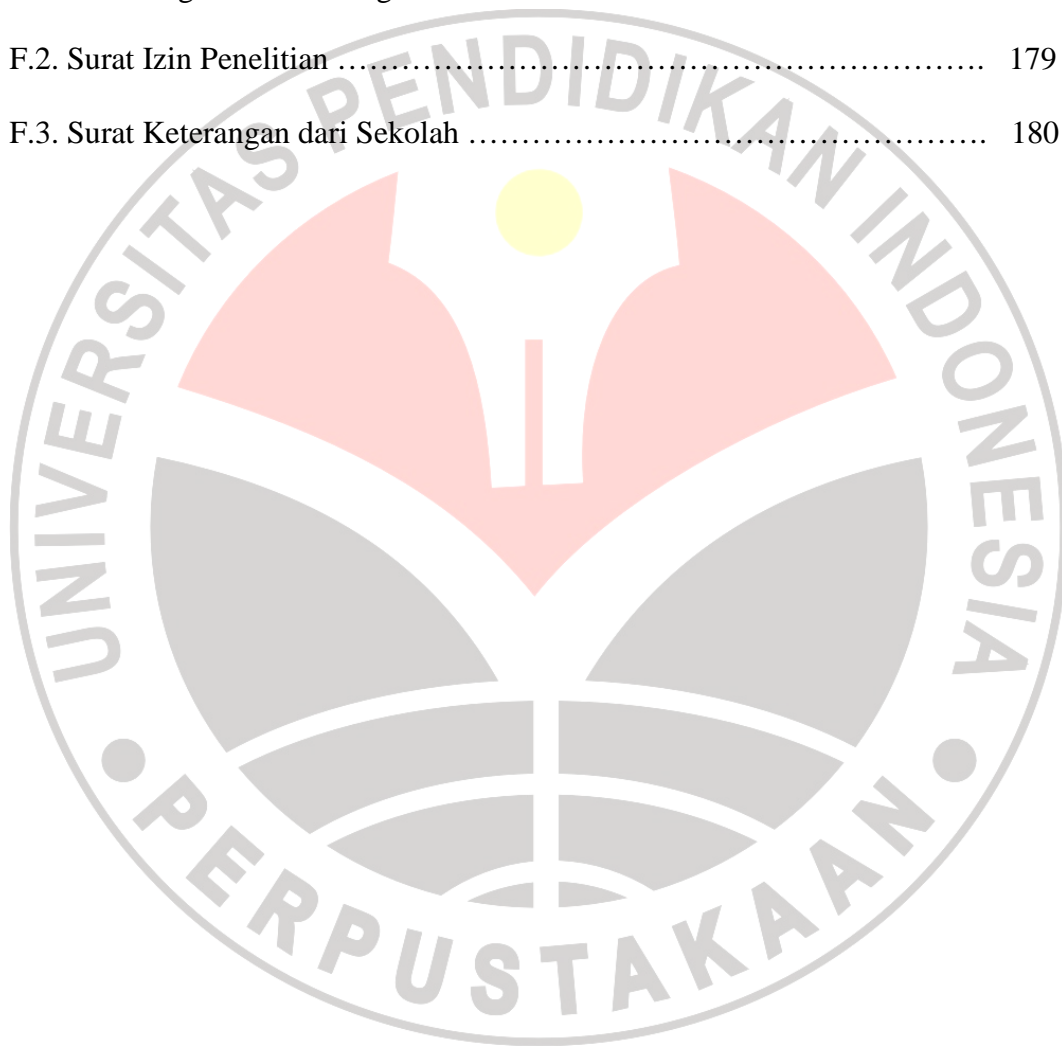 F.2. Surat Izin Penelitian ………………………………………………………. 179
F.3. Surat Keterangan dari Sekolah …………………………………………. 180
UNIVERSITAS PENDIDIKAN INDONESIA
PERPUSTAKAAN